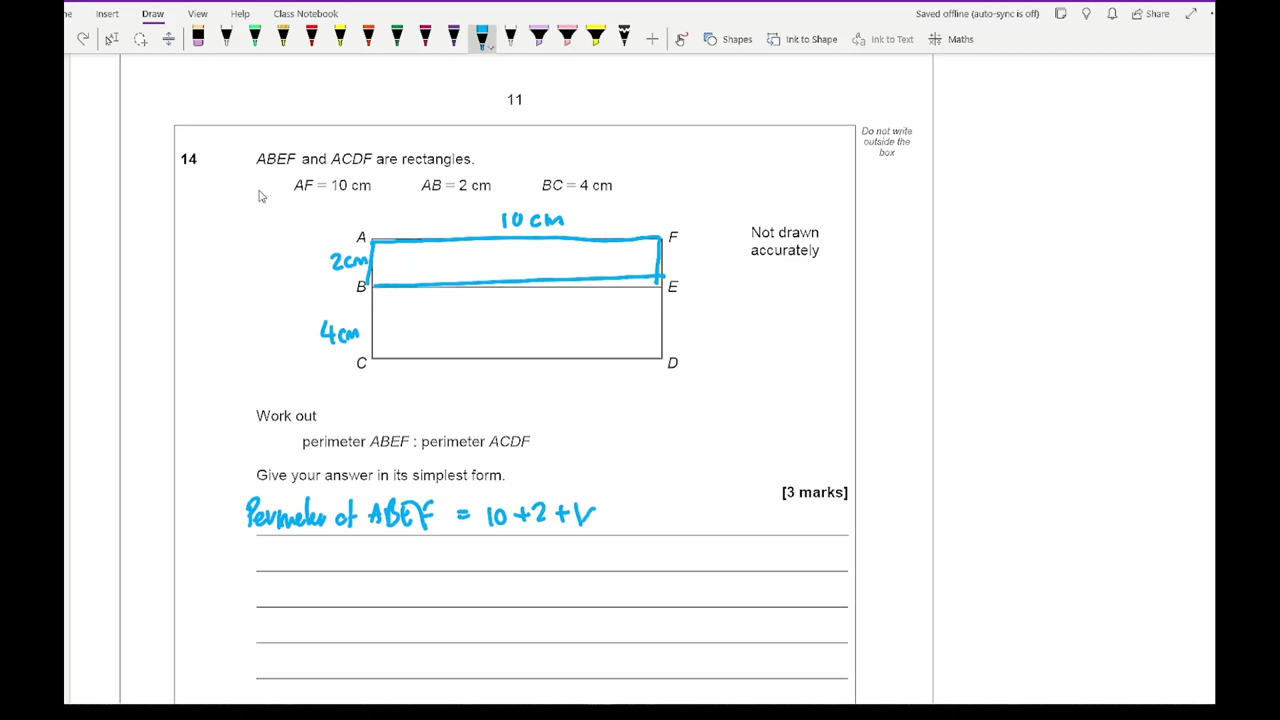 Insert Draw View Help Class Notebook Saved offline (auto-sync is off) Share
Shapes Ink to Shape Ink to Text Maths
11
Do not write
outside the
box
14 ABEF and ACDF are rectangles.
AF = 10 cm AB = 2 cm BC = 4 cm
10 cm
A F
Not drawn
accurately
2cm
B E
4cm
C D
Work out
perimeter ABEF : perimeter ACDF
Give your answer in its simplest form.
[3 marks]
Perimeter of ABEF = 10 + 2 +